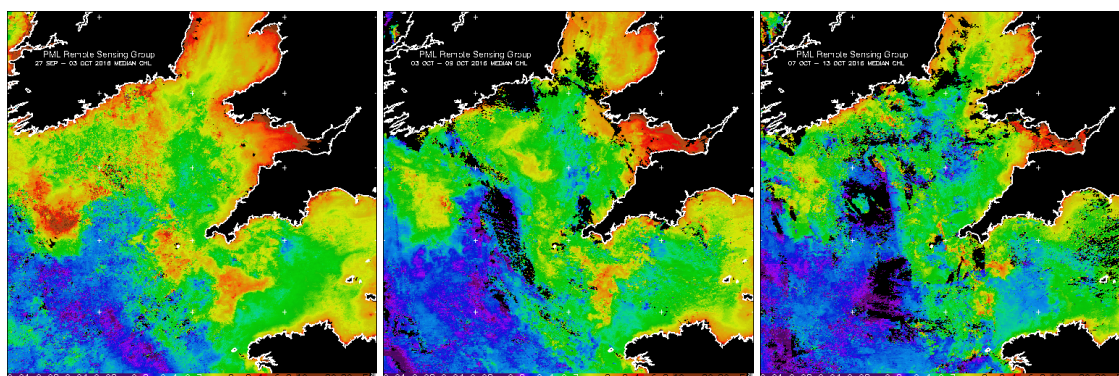 PML Remote Sensing Group
27 SEP - 03 OCT 2016 MEDIAN CHL
PML Remote Sensing Group
03 OCT - 09 OCT 2016 MEDIAN CHL
PML Remote Sensing Group
07 OCT - 13 OCT 2016 MEDIAN CHL